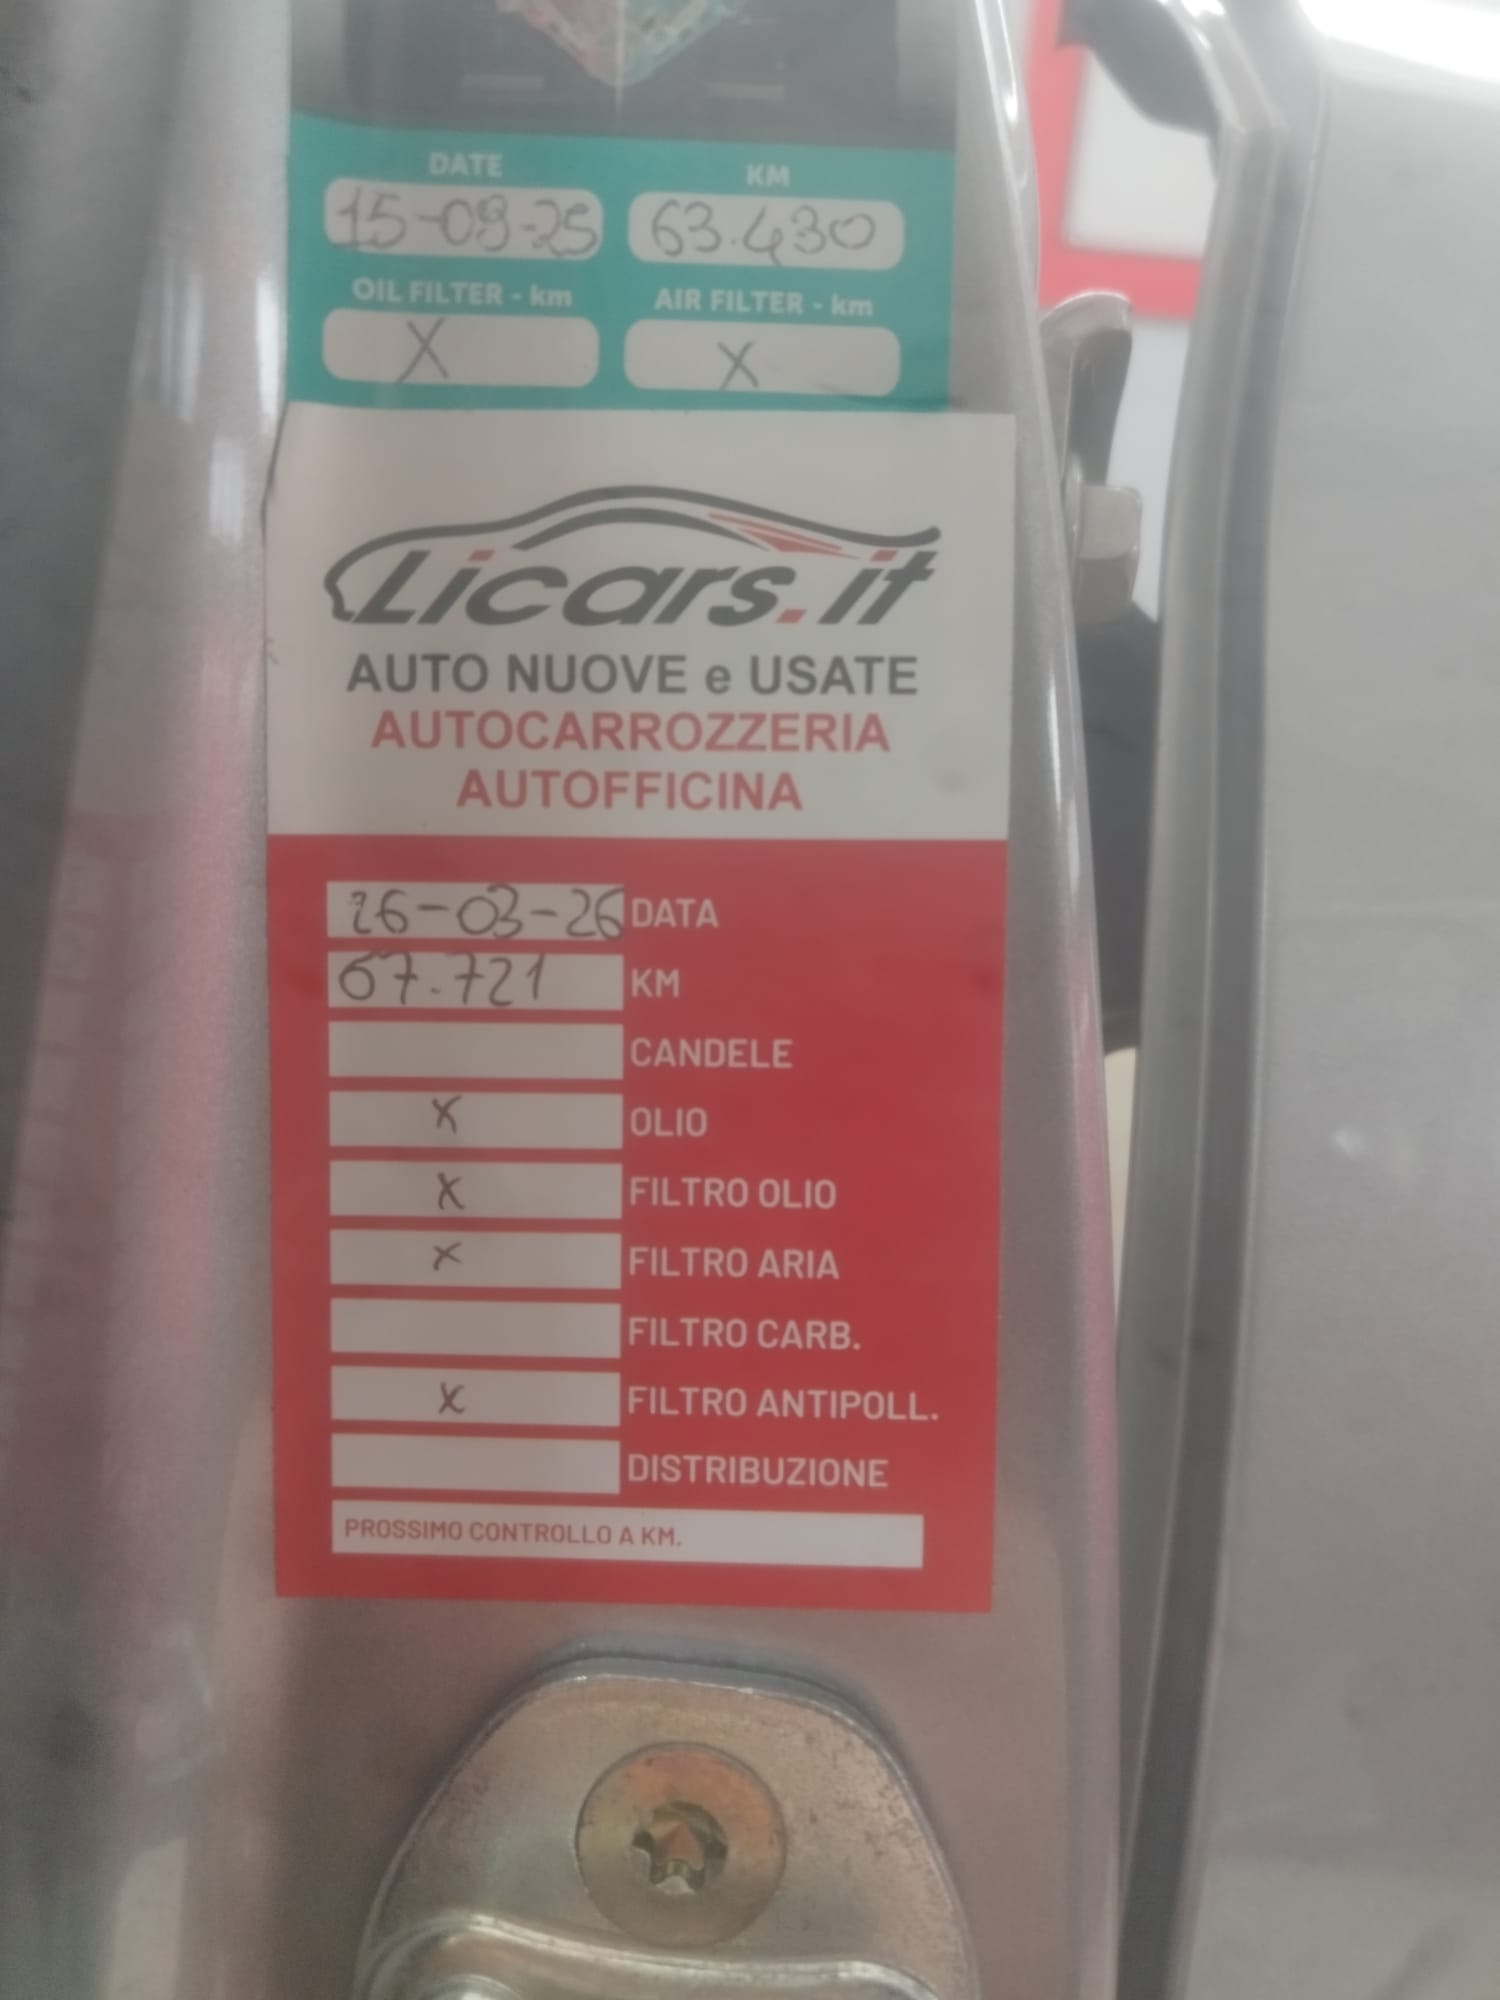 DATE KM
15-09-25 63.430
OIL FILTER - km AIR FILTER - km
X X
Licars.it
AUTO NUOVE e USATE
AUTOCARROZZERIA
AUTOFFICINA
26-03-26 DATA
67.721 KM
CANDELE
X OLIO
X FILTRO OLIO
X FILTRO ARIA
FILTRO CARB.
X FILTRO ANTIPOLL.
DISTRIBUZIONE
PROSSIMO CONTROLLO A KM.